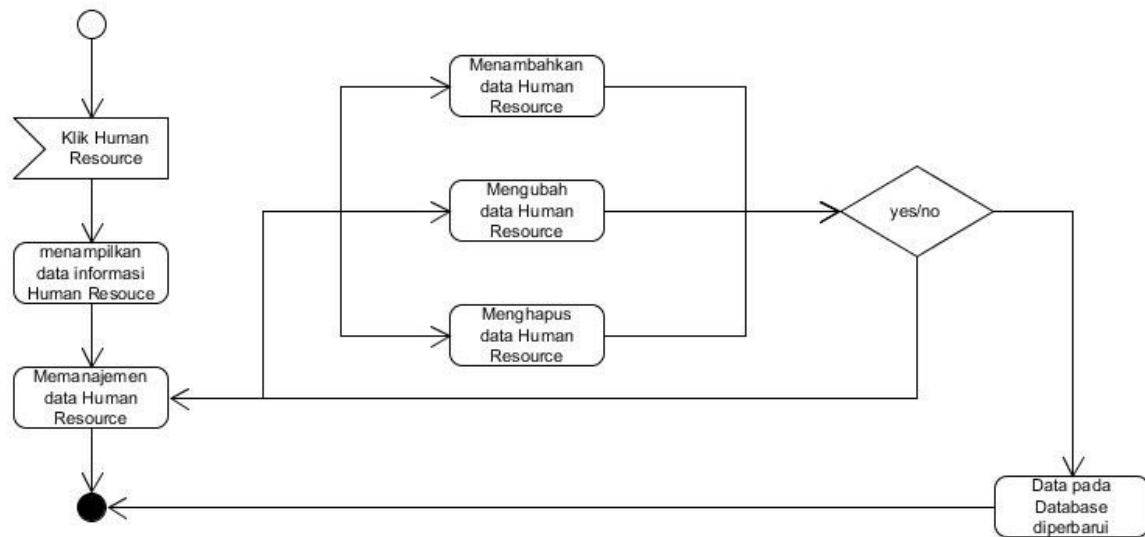 Klik Human
Resource
menampilkan
data informasi
Human Resouce
Memanajemen
data Human
Resource
Menambahkan
data Human
Resource
Mengubah
data Human
Resource
Menghapus
data Human
Resource
yes/no
Data pada
Database
diperbarui